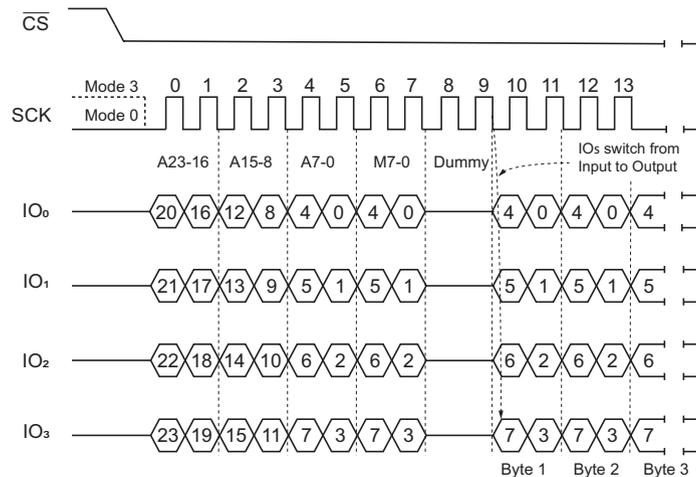 CS
Mode 3
0 1 2 3 4 5 6 7 8 9 10 11 12 13
SCK
Mode 0
A23-16 A15-8 A7-0 M7-0 Dummy
IOs switch from
Input to Output
IO₀ 20 16 12 8 4 0 4 0 4 0 4 0 4
IO₁ 21 17 13 9 5 1 5 1 5 1 5 1 5
IO₂ 22 18 14 10 6 2 6 2 6 2 6 2 6
IO₃ 23 19 15 11 7 3 7 3 7 3 7 3 7
Byte 1 Byte 2 Byte 3